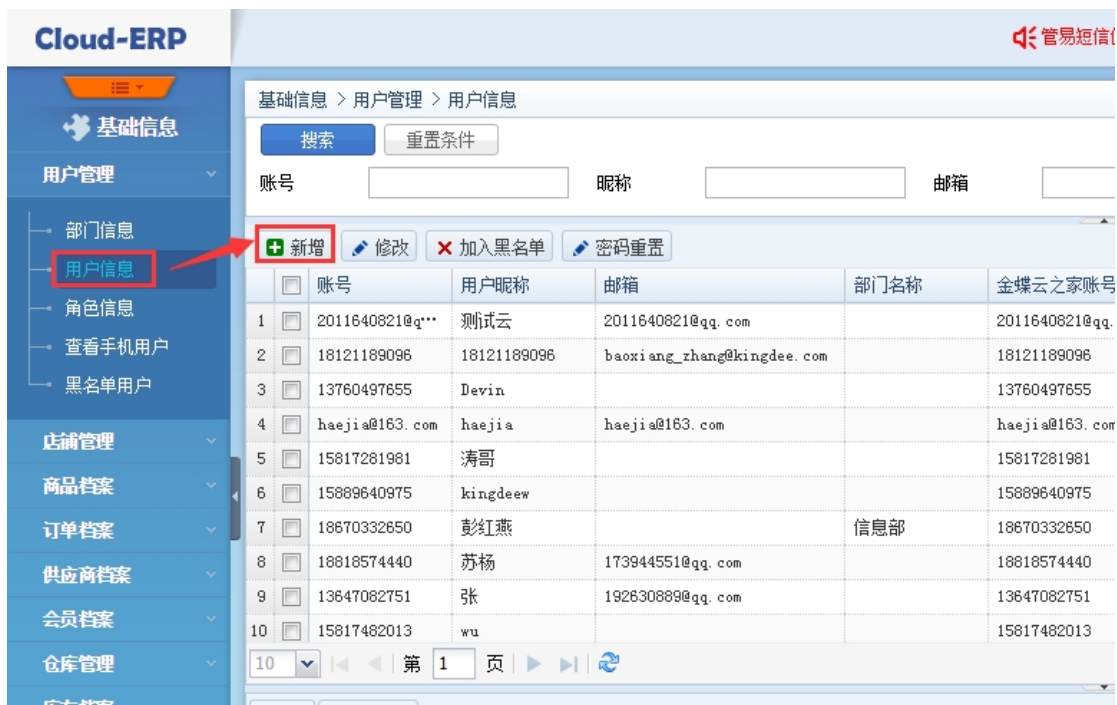 Cloud-ERP
管易短信
基础信息
基础信息 > 用户管理 > 用户信息
搜索 重置条件
用户管理
账号 昵称 邮箱
部门信息
用户信息
角色信息
查看手机用户
黑名单用户
店铺管理
商品档案
订单档案
供应商档案
会员档案
仓库管理
库存档案
新增 修改 加入黑名单 密码重置
账号 用户昵称 邮箱 部门名称 金蝶云之家账号
1 2011640821@q… 测试云 2011640821@qq.com 2011640821@qq.
2 18121189096 18121189096 baoxiang_zhang@kingdee.com 18121189096
3 13760497655 Devin 13760497655
4 haejia@163.com haejia haejia@163.com haejia@163.com
5 15817281981 涛哥 15817281981
6 15889640975 kingdeew 15889640975
7 18670332650 彭红燕 信息部 18670332650
8 18818574440 苏杨 173944551@qq.com 18818574440
9 13647082751 张 192630889@qq.com 13647082751
10 15817482013 wu 15817482013
10 第 1 页